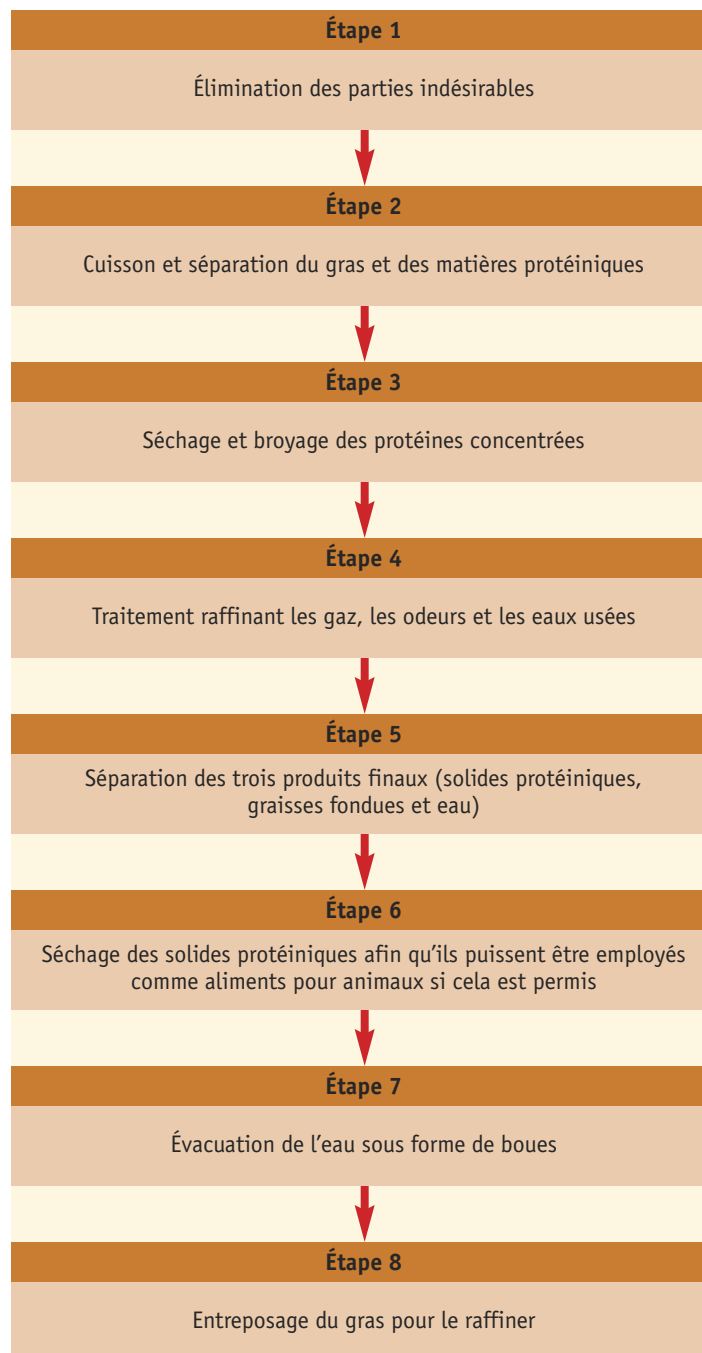 Étape 1
Élimination des parties indésirables
Étape 2
Cuisson et séparation du gras et des matières protéiniques
Étape 3
Séchage et broyage des protéines concentrées
Étape 4
Traitement raffinant les gaz, les odeurs et les eaux usées
Étape 5
Séparation des trois produits finaux (solides protéiniques,
graisses fondues et eau)
Étape 6
Séchage des solides protéiniques afin qu’ils puissent être employés
comme aliments pour animaux si cela est permis
Étape 7
Évacuation de l’eau sous forme de boues
Étape 8
Entreposage du gras pour le raffiner